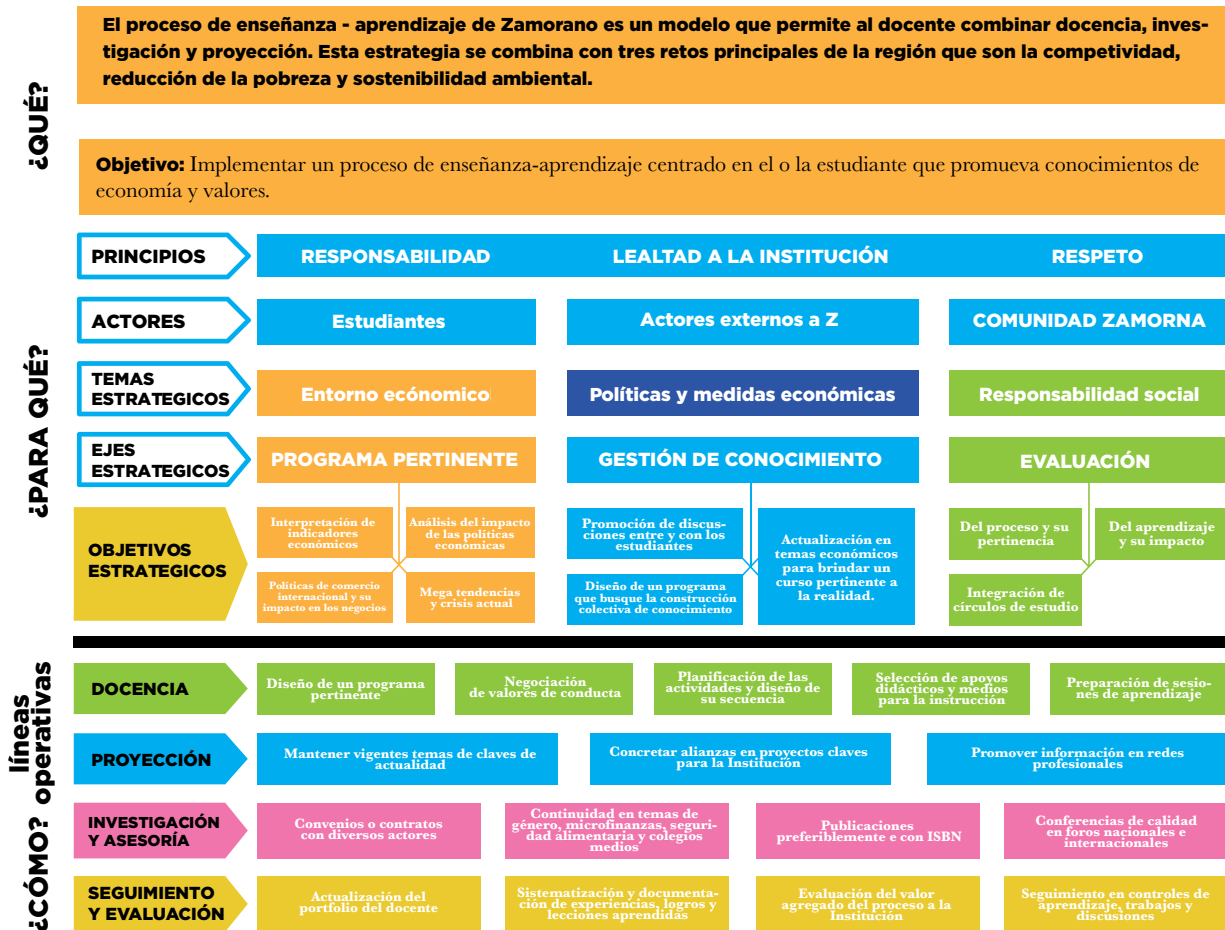 ¿QUÉ?
El proceso de enseñanza - aprendizaje de Zamorano es un modelo que permite al docente combinar docencia, inves-
tigación y proyección. Esta estrategia se combina con tres retos principales de la región que son la competividad,
reducción de la pobreza y sostenibilidad ambiental.
Objetivo: Implementar un proceso de enseñanza-aprendizaje centrado en el o la estudiante que promueva conocimientos de
economía y valores.
¿PARA QUÉ?
PRINCIPIOS
RESPONSABILIDAD
LEALTAD A LA INSTITUCIÓN
RESPETO
ACTORES
Estudiantes
Actores externos a Z
COMUNIDAD ZAMORNA
TEMAS
ESTRATEGICOS
Entorno ecónomico
Políticas y medidas económicas
Responsabilidad social
EJES
ESTRATEGICOS
PROGRAMA PERTINENTE
GESTIÓN DE CONOCIMIENTO
EVALUACIÓN
OBJETIVOS
ESTRATEGICOS
Interpretación de
indicadores
económicos
Análisis del impacto
de las políticas
económicas
Políticas de comercio
internacional y su
impacto en los negocios
Mega tendencias
y crisis actual
Promoción de discu-
ciones entre y con los
estudiantes
Diseño de un programa
que busque la construcción
colectiva de conocimiento
Actualización en
temas económicos
para brindar un
curso pertinente a
la realidad.
Del proceso y su
pertinencia
Del aprendizaje
y su impacto
Integración de
círculos de estudio
¿CÓMO? líneas
operativas
DOCENCIA
Diseño de un programa
pertinente
Negociación
de valores de conducta
Planificación de las
actividades y diseño de
su secuencia
Selección de apoyos
didácticos y medios
para la instrucción
Preparación de sesio-
nes de aprendizaje
PROYECCIÓN
Mantener vigentes temas de claves de
actualidad
Concretar alianzas en proyectos claves
para la Institución
Promover información en redes
profesionales
INVESTIGACIÓN
Y ASESORÍA
Convenios o contratos
con diversos actores
Continuidad en temas de
género, microfinanzas, seguri-
dad alimentaria y colegios
medios
Publicaciones
preferiblemente e con ISBN
Conferencias de calidad
en foros nacionales e
internacionales
SEGUIMIENTO
Y EVALUACIÓN
Actualización del
portfolio del docente
Sistematización y documenta-
ción de experiencias, logros y
lecciones aprendidas
Evaluación del valor
agregado del proceso a la
Institución
Seguimiento en controles de
aprendizaje, trabajos y
discusiones